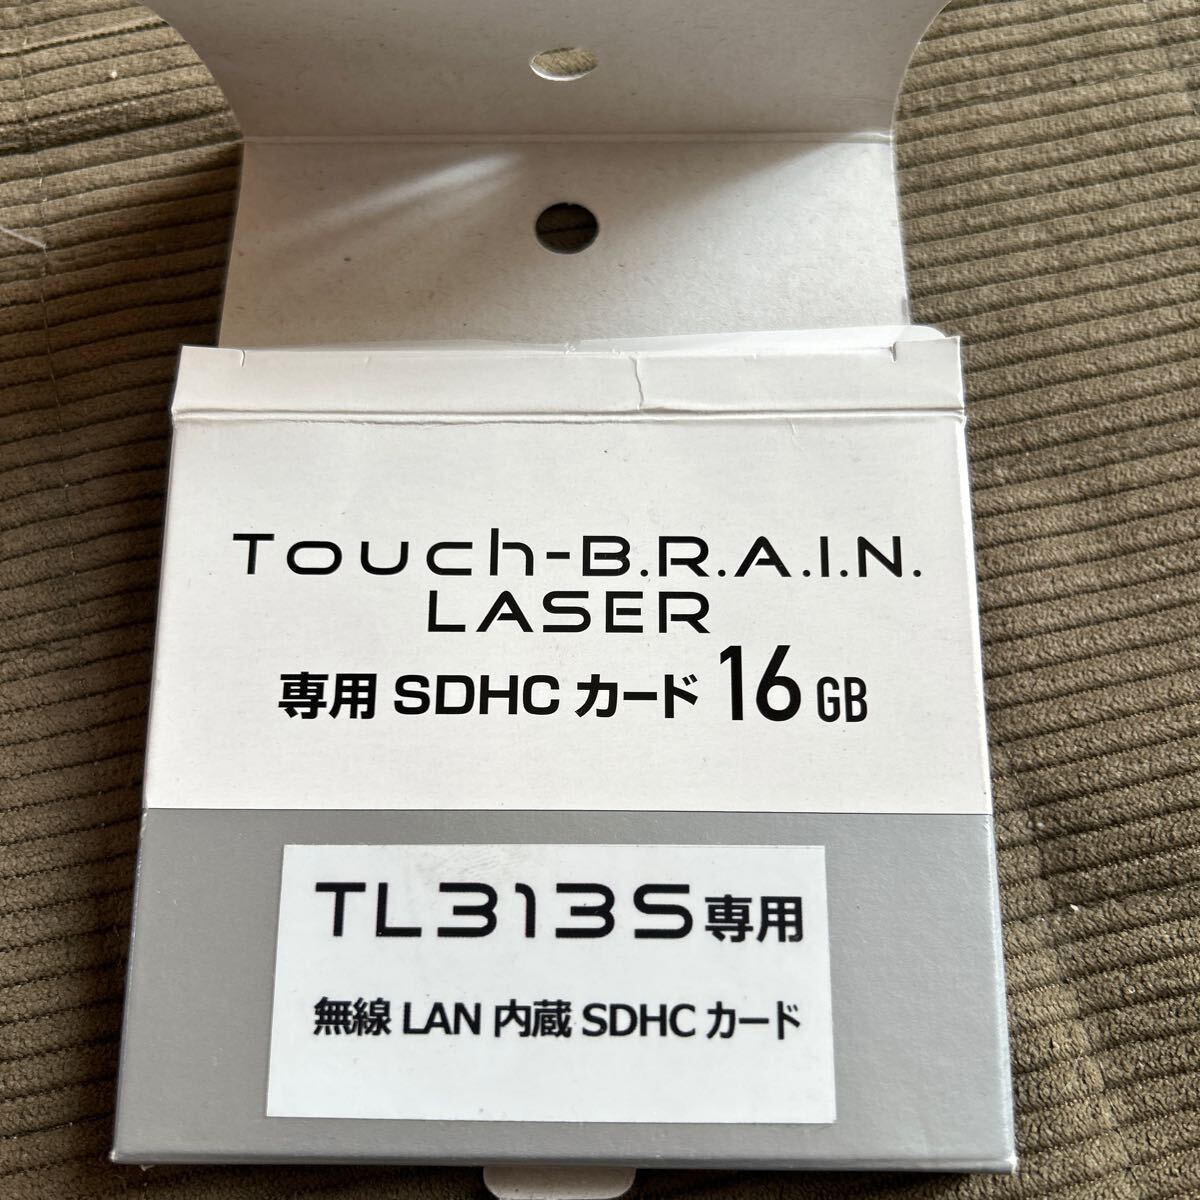 Touch-B.R.A.I.N.
LASER
専用 SDHC カード 16 GB
TL313S専用
無線 LAN 内蔵 SDHC カード